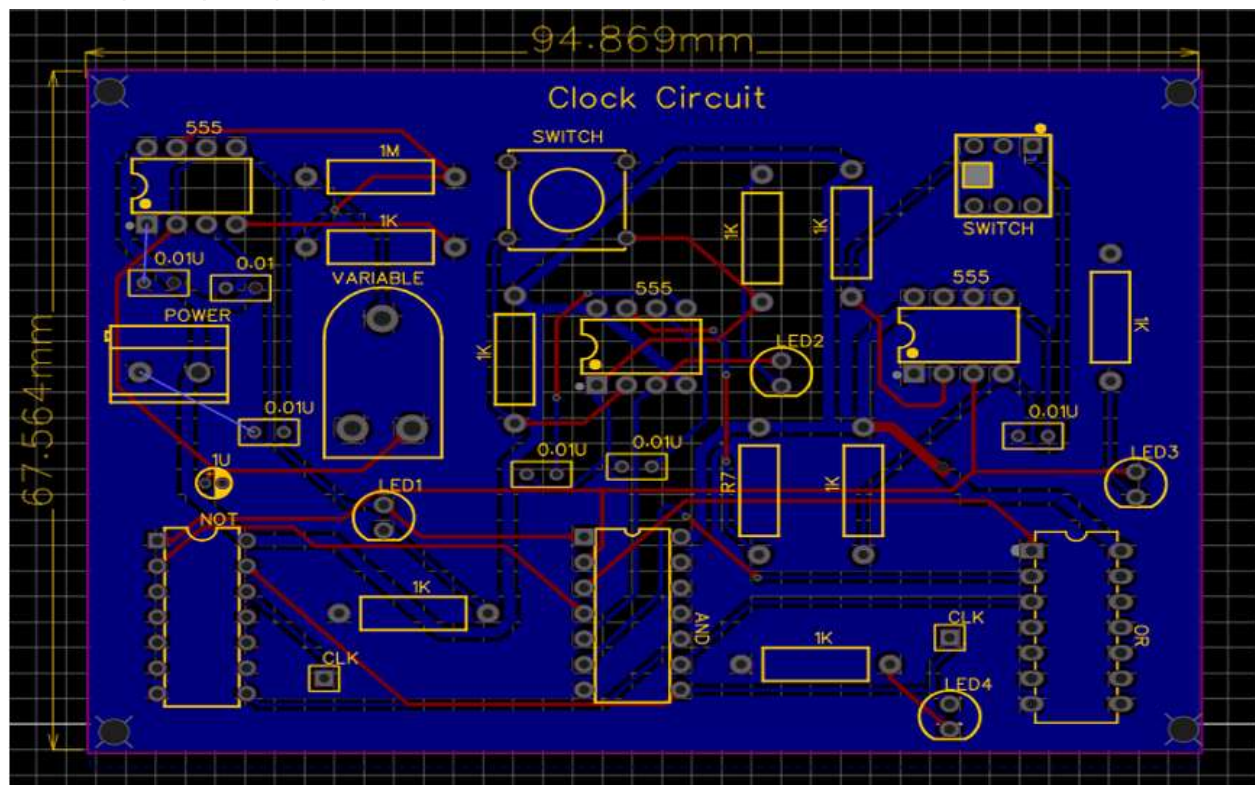 94.869mm
Clock Circuit
67.564mm
555
1M
SWITCH
1K
1K
1K
SWITCH
0.01U
0.01
VARIABLE
555
555
POWER
1K
LED2
1K
0.01U
0.01U
0.01U
0.01U
1U
LED1
R7
1K
LED3
NOT
1K
AND
CLK
OR
CLK
1K
LED4